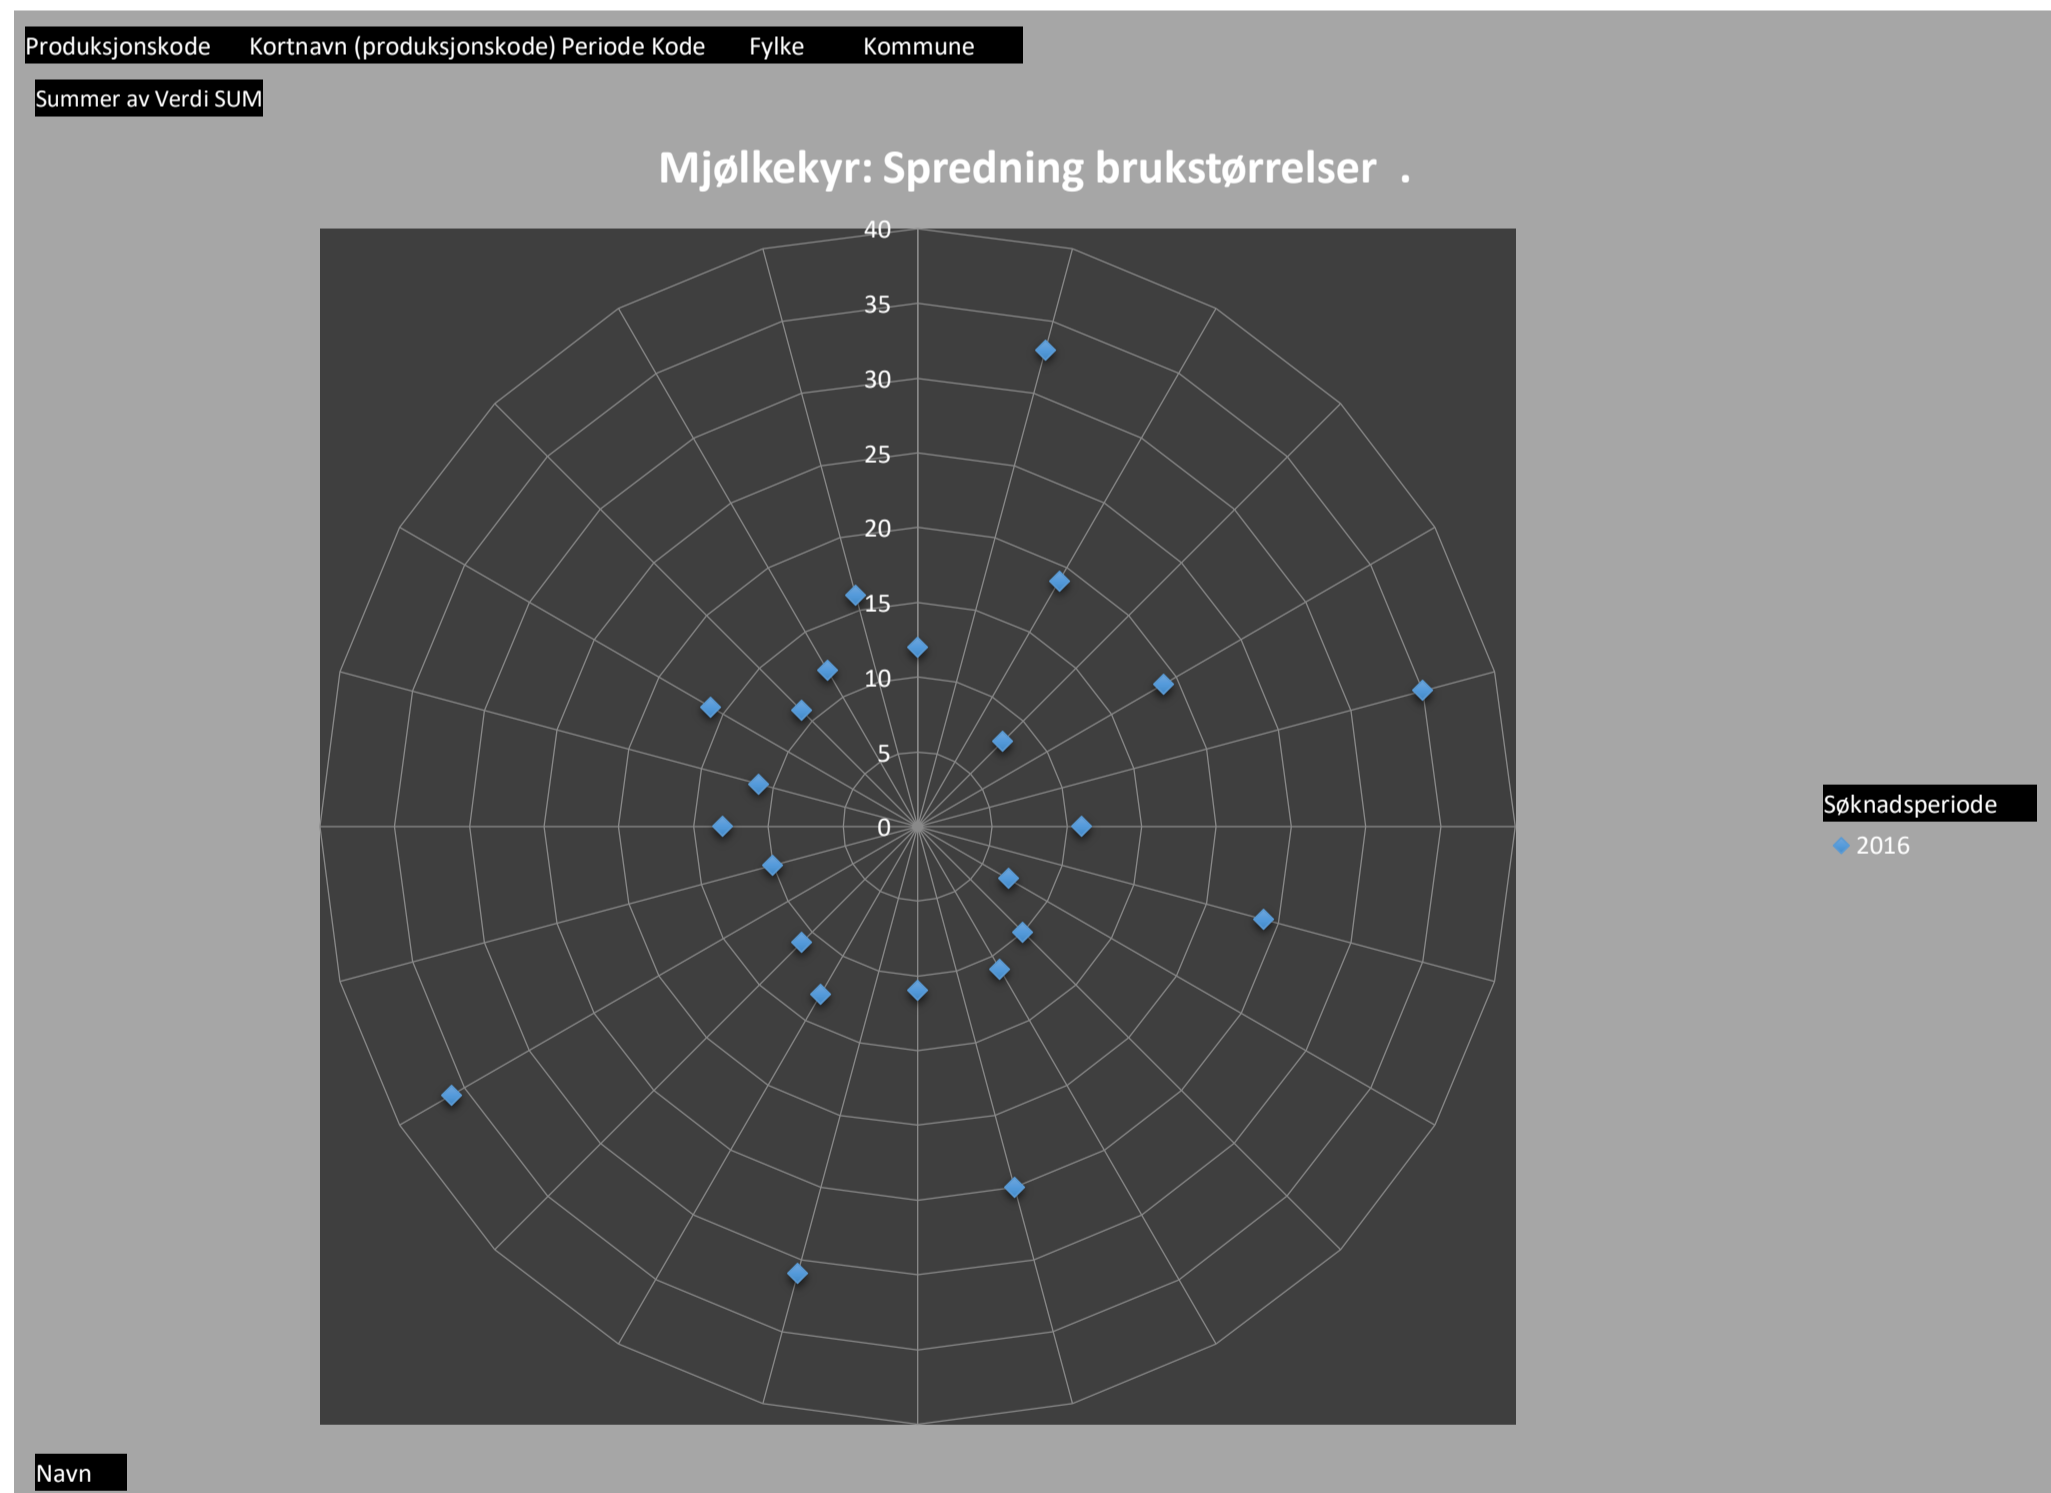 Produksjonskode Kortnavn (produksjonskode) Periode Kode Fylke Kommune
Summer av Verdi SUM
Mjølkekyr: Spredning brukstørrelser .
40
35
30
25
20
15
10
5
0
Søknadsperiode
2016
Navn